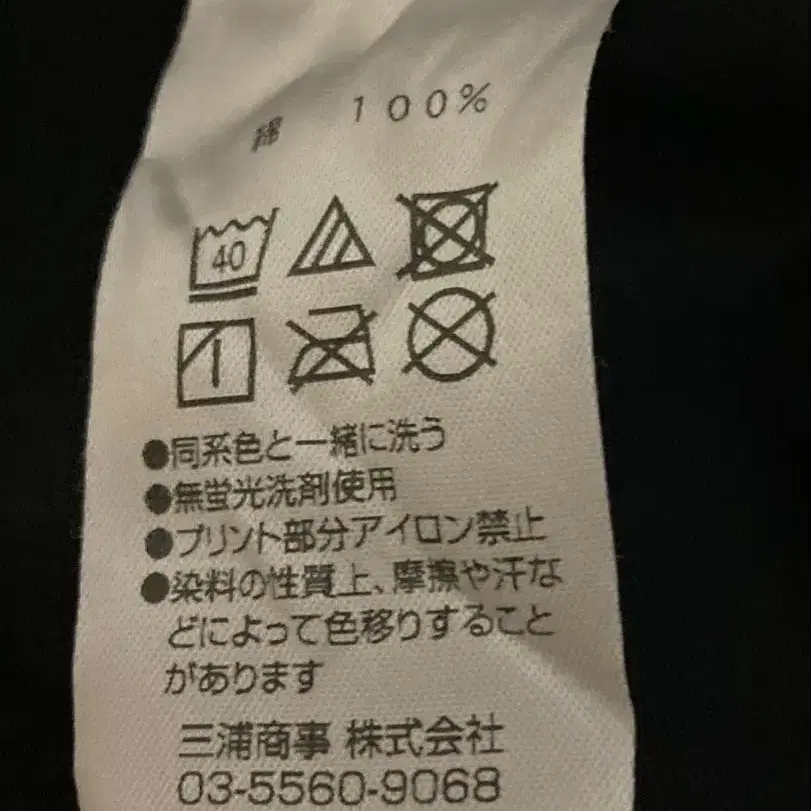 綿 100%
40
●同系色と一緒に洗う
●無蛍光洗剤使用
●プリント部分アイロン禁止
●染料の性質上、摩擦や汗な
どによって色移りすること
があります
三浦商事 株式会社
03-5560-9068